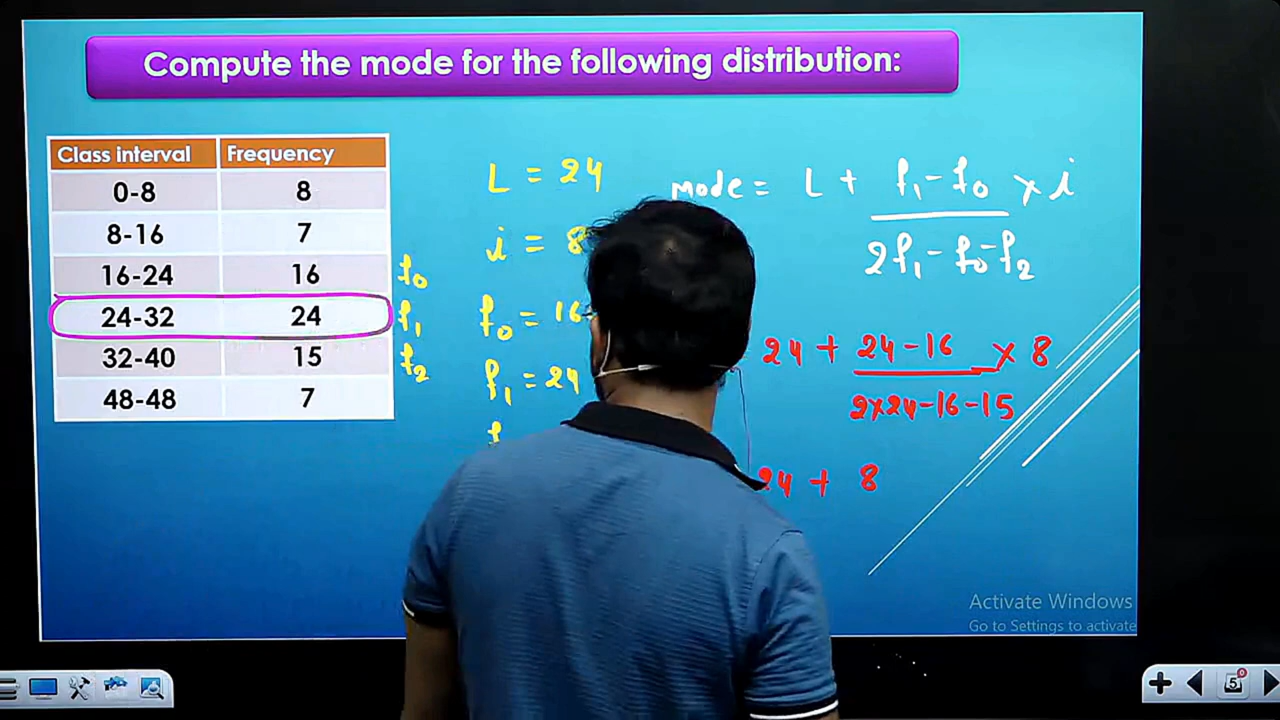 Compute the mode for the following distribution:
Class interval Frequency
0-8 8
8-16 7
16-24 16 f₀
24-32 24 f₁
32-40 15 f₂
48-48 7
L = 24
i = 8
f₀ = 16
f₁ = 24
mode = L + f₁-f₀ × i
2f₁-f₀-f₂
24 + 24-16 × 8
2×24-16-15
24 + 8
Activate Windows
Go to Settings to activate
5